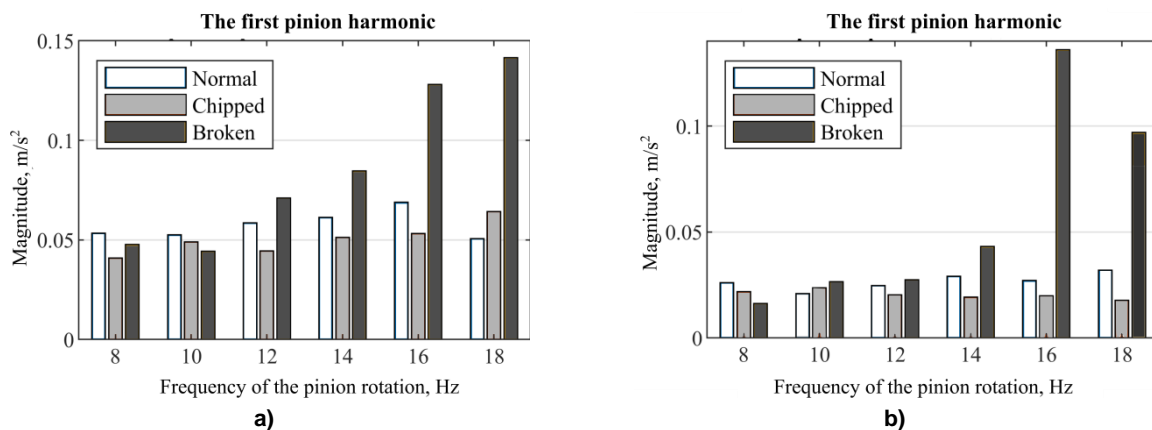 The first pinion harmonic
0.15
0.1
0.05
0
Magnitude, m/s²
Normal
Chipped
Broken
8 10 12 14 16 18
Frequency of the pinion rotation, Hz
a)
The first pinion harmonic
0.1
0.05
0
Magnitude, m/s²
Normal
Chipped
Broken
8 10 12 14 16 18
Frequency of the pinion rotation, Hz
b)